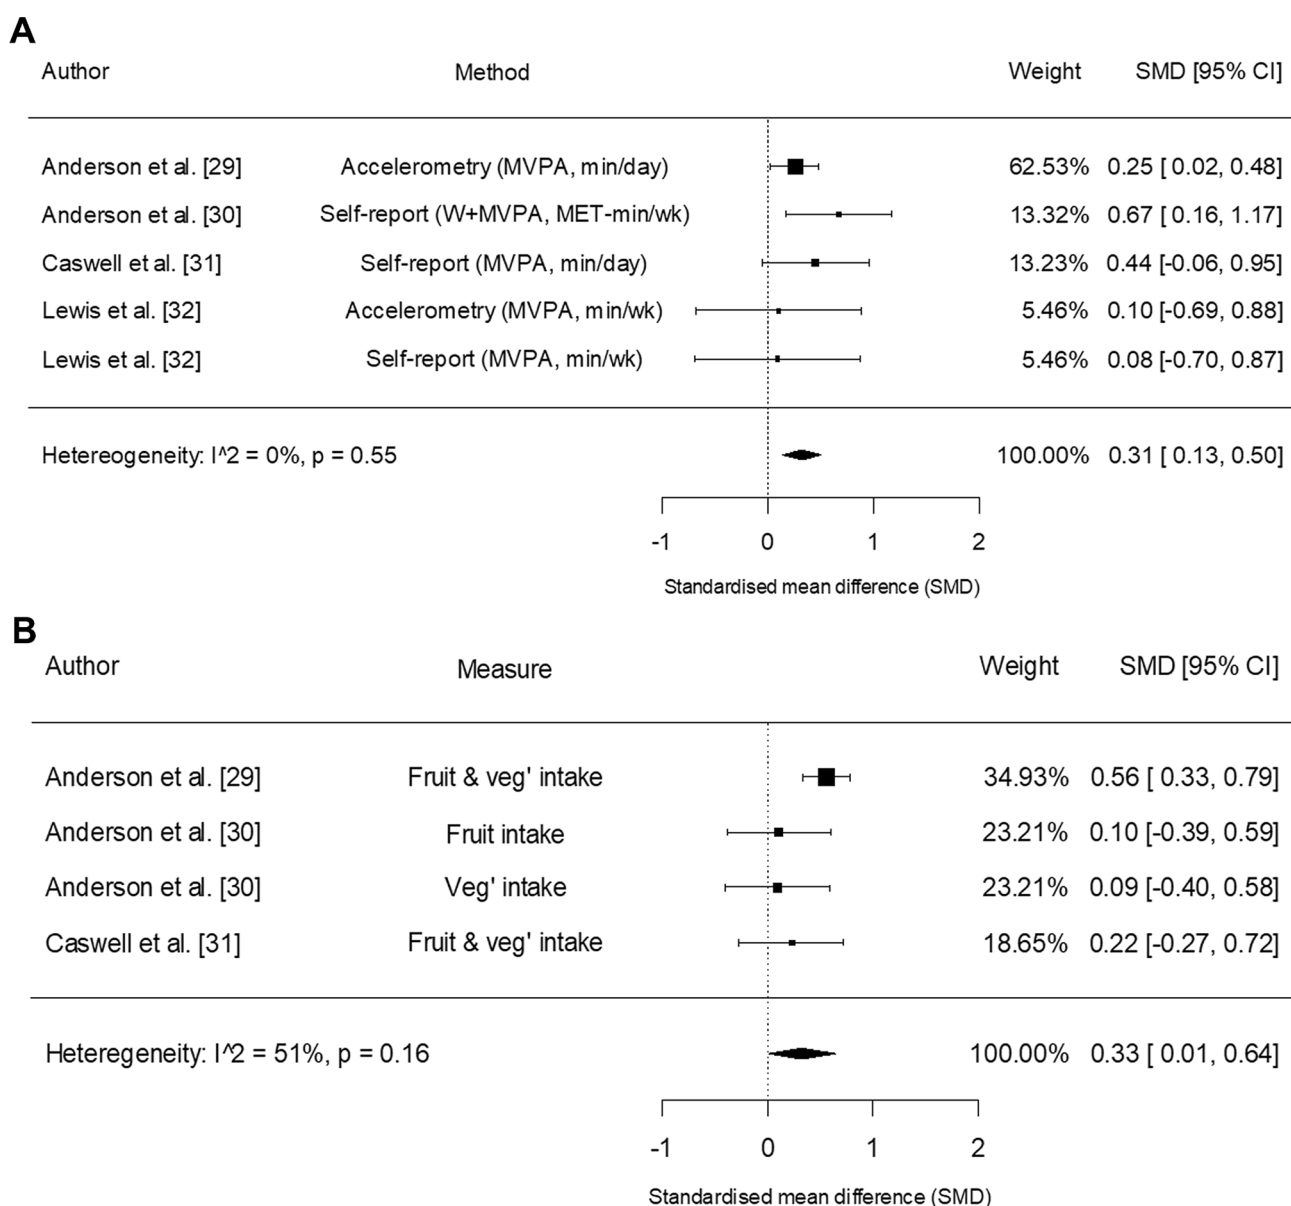 A
Author Method Weight SMD [95% CI]
Anderson et al. [29] Accelerometry (MVPA, min/day) 62.53% 0.25 [ 0.02, 0.48]
Anderson et al. [30] Self-report (W+MVPA, MET-min/wk) 13.32% 0.67 [ 0.16, 1.17]
Caswell et al. [31] Self-report (MVPA, min/day) 13.23% 0.44 [-0.06, 0.95]
Lewis et al. [32] Accelerometry (MVPA, min/wk) 5.46% 0.10 [-0.69, 0.88]
Lewis et al. [32] Self-report (MVPA, min/wk) 5.46% 0.08 [-0.70, 0.87]
Hetereogeneity: I^2 = 0%, p = 0.55 100.00% 0.31 [ 0.13, 0.50]
-1 0 1 2
Standardised mean difference (SMD)
B
Author Measure Weight SMD [95% CI]
Anderson et al. [29] Fruit & veg' intake 34.93% 0.56 [ 0.33, 0.79]
Anderson et al. [30] Fruit intake 23.21% 0.10 [-0.39, 0.59]
Anderson et al. [30] Veg' intake 23.21% 0.09 [-0.40, 0.58]
Caswell et al. [31] Fruit & veg' intake 18.65% 0.22 [-0.27, 0.72]
Heteregeneity: I^2 = 51%, p = 0.16 100.00% 0.33 [ 0.01, 0.64]
-1 0 1 2
Standardised mean difference (SMD)